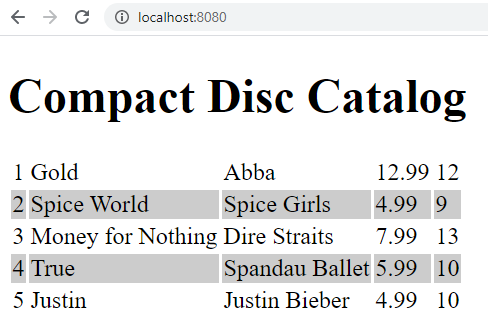 localhost:8080
Compact Disc Catalog
1 Gold Abba 12.99 12
2 Spice World Spice Girls 4.99 9
3 Money for Nothing Dire Straits 7.99 13
4 True Spandau Ballet 5.99 10
5 Justin Justin Bieber 4.99 10